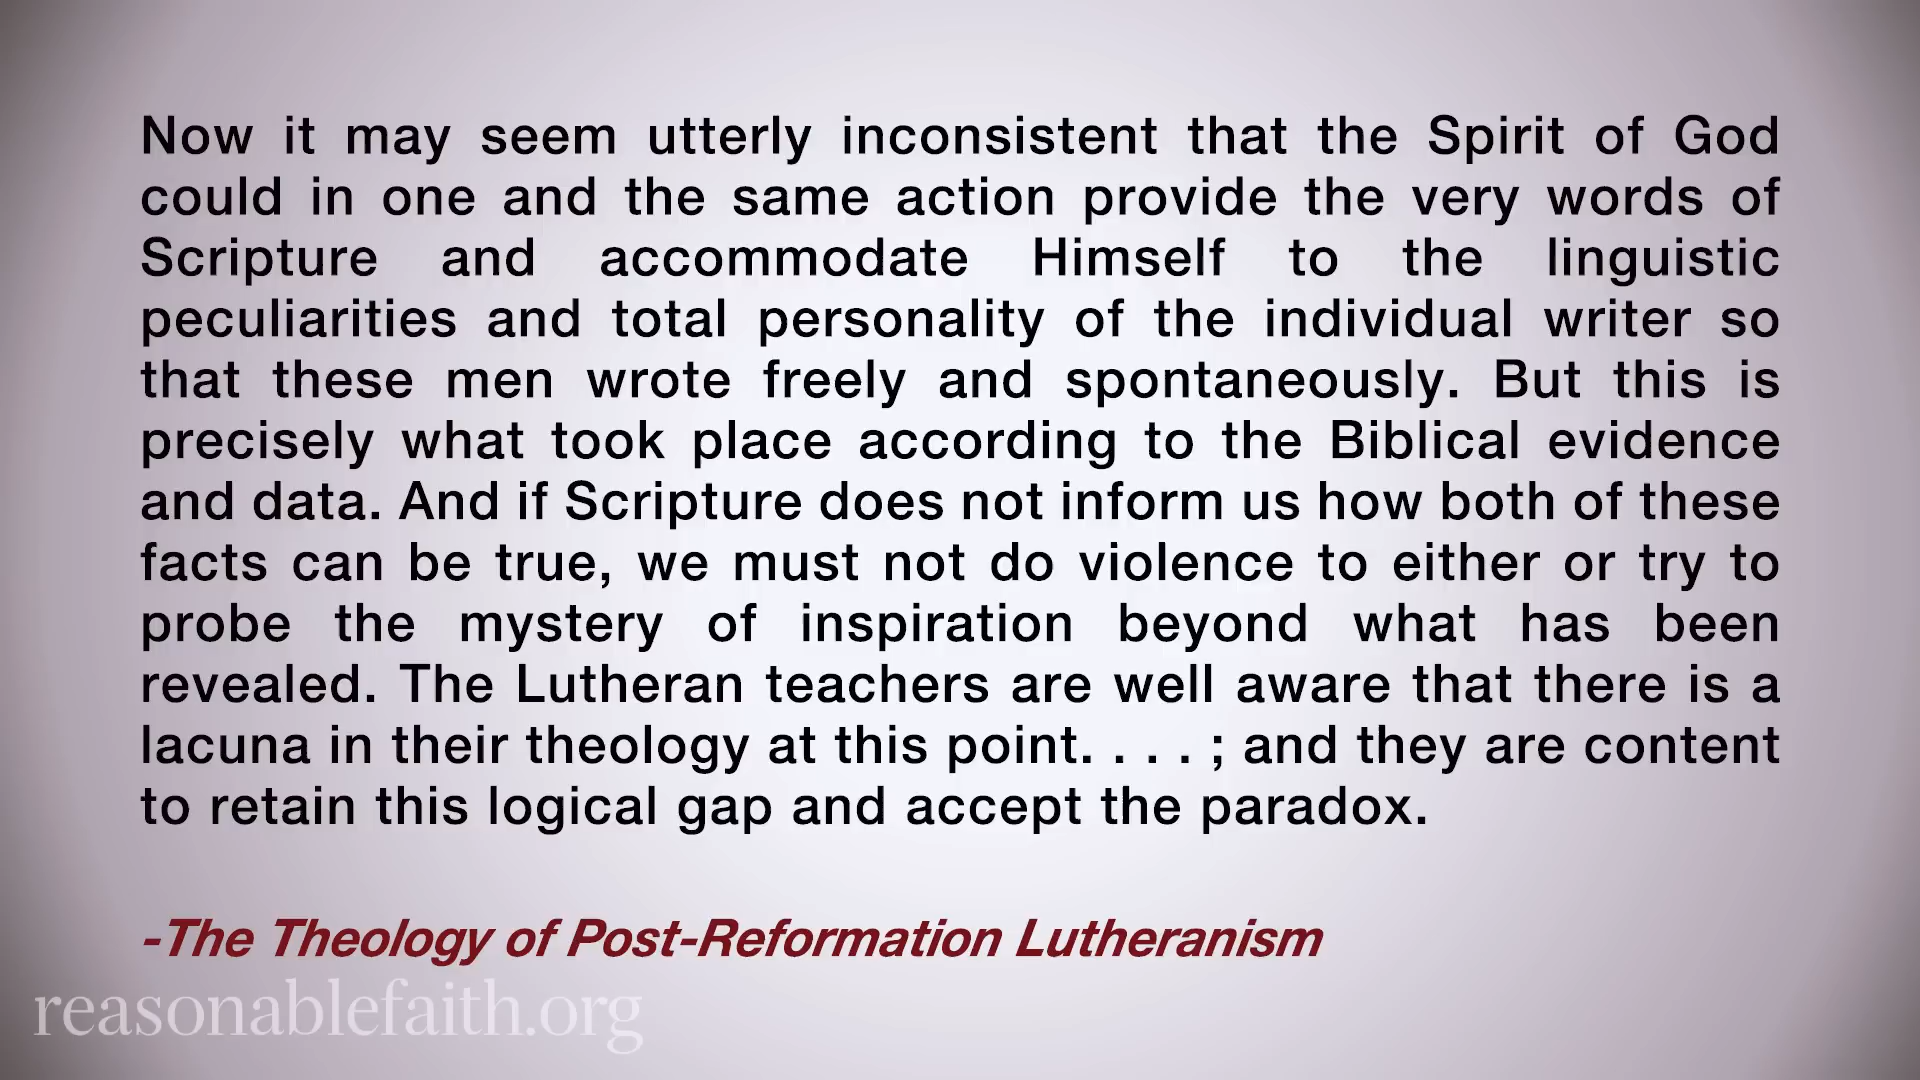 Now it may seem utterly inconsistent that the Spirit of God
could in one and the same action provide the very words of
Scripture and accommodate Himself to the linguistic
peculiarities and total personality of the individual writer so
that these men wrote freely and spontaneously. But this is
precisely what took place according to the Biblical evidence
and data. And if Scripture does not inform us how both of these
facts can be true, we must not do violence to either or try to
probe the mystery of inspiration beyond what has been
revealed. The Lutheran teachers are well aware that there is a
lacuna in their theology at this point. . . . ; and they are content
to retain this logical gap and accept the paradox.
-The Theology of Post-Reformation Lutheranism
reasonablefaith.org